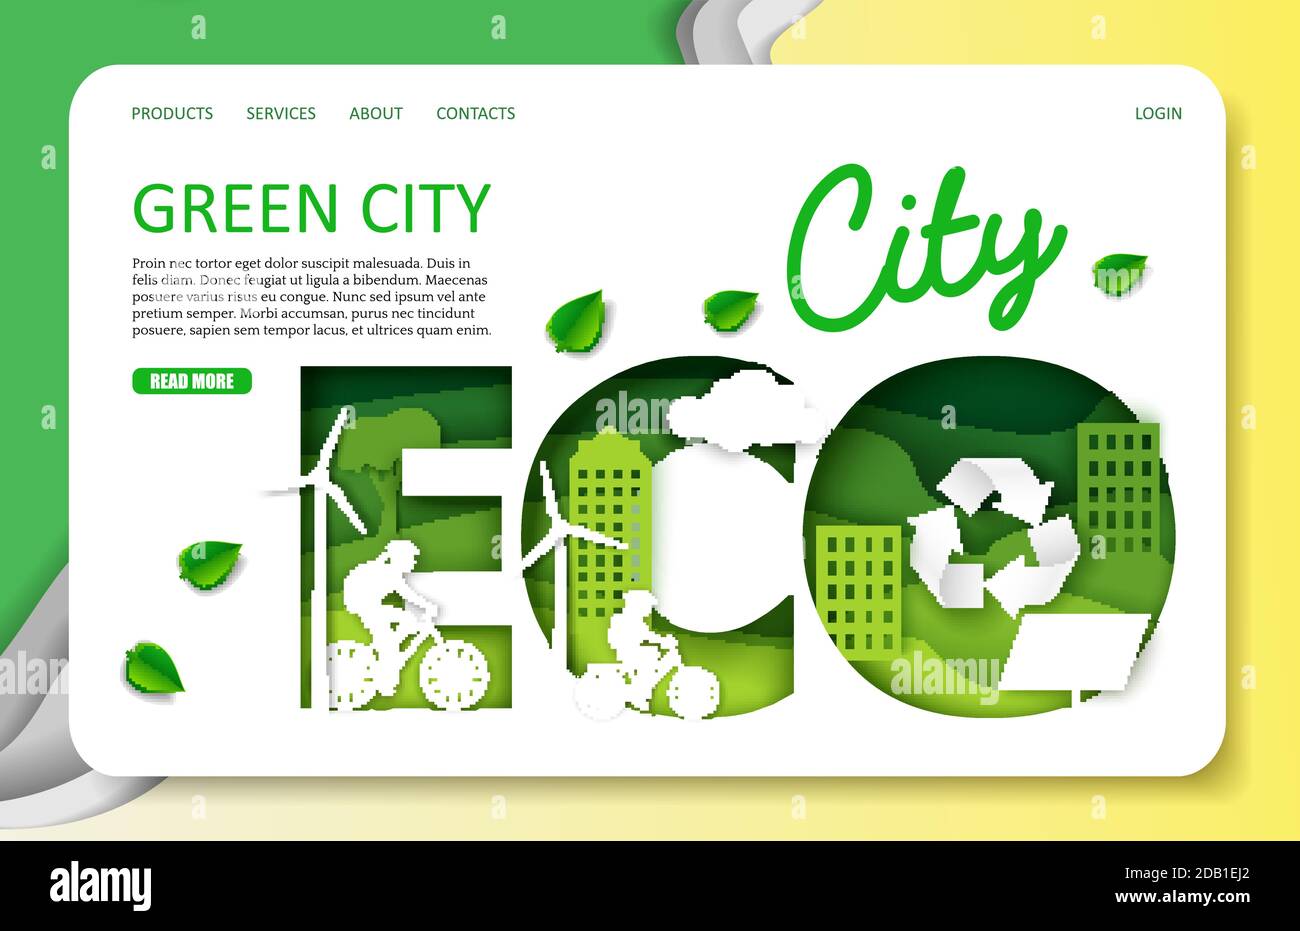 PRODUCTS SERVICES ABOUT CONTACTS LOGIN
GREEN CITY
Proin nec tortor eget dolor suscipit malesuada. Duis in
felis diam. Donec feugiat ut ligula a bibendum. Maecenas
posuere varius risus eu congue. Nunc sed ipsum vel ante
pretium semper. Morbi accumsan, purus nec tincidunt
posuere, sapien sem tempor lacus, et ultrices quam enim.
READ MORE
City
ECO
alamy
Image ID: 2DB1EJ2
www.alamy.com